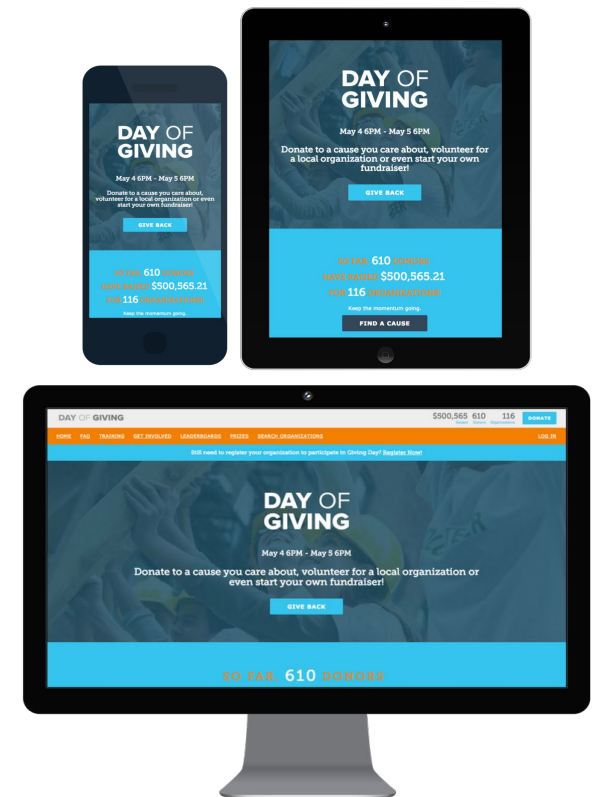 DAY OF
GIVING
May 4 6PM - May 5 6PM
Donate to a cause you care about,
volunteer for a local organization or even
start your own fundraiser!
GIVE BACK
SO FAR, 610 DONORS
HAVE RAISED $500,565.21
FOR 116 ORGANIZATIONS!
Keep the momentum going.
DAY OF
GIVING
May 4 6PM - May 5 6PM
Donate to a cause you care about, volunteer for
a local organization or even start your own
fundraiser!
GIVE BACK
SO FAR, 610 DONORS
HAVE RAISED $500,565.21
FOR 116 ORGANIZATIONS!
Keep the momentum going.
FIND A CAUSE
DAY OF GIVING
$500,565 610 116
Raised Donors Organizations
DONATE
HOME FAQ TRAINING GET INVOLVED LEADERBOARDS PRIZES SEARCH ORGANIZATIONS LOG IN
Still need to register your organization to participate in Giving Day? Register Now!
DAY OF
GIVING
May 4 6PM - May 5 6PM
Donate to a cause you care about, volunteer for a local organization or
even start your own fundraiser!
GIVE BACK
SO FAR, 610 DONORS